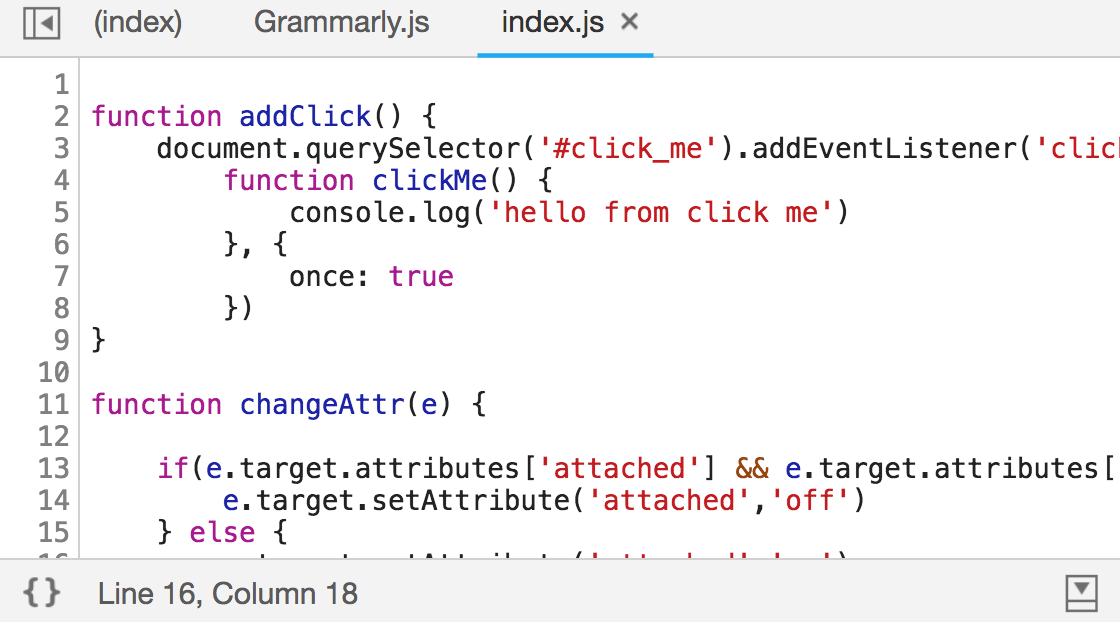 (index) Grammarly.js index.js ×
1
2 function addClick() {
3 document.querySelector('#click_me').addEventListener('clic
4 function clickMe() {
5 console.log('hello from click me')
6 }, {
7 once: true
8 })
9 }
10
11 function changeAttr(e) {
12
13 if(e.target.attributes['attached'] && e.target.attributes[
14 e.target.setAttribute('attached','off')
15 } else {
{} Line 16, Column 18